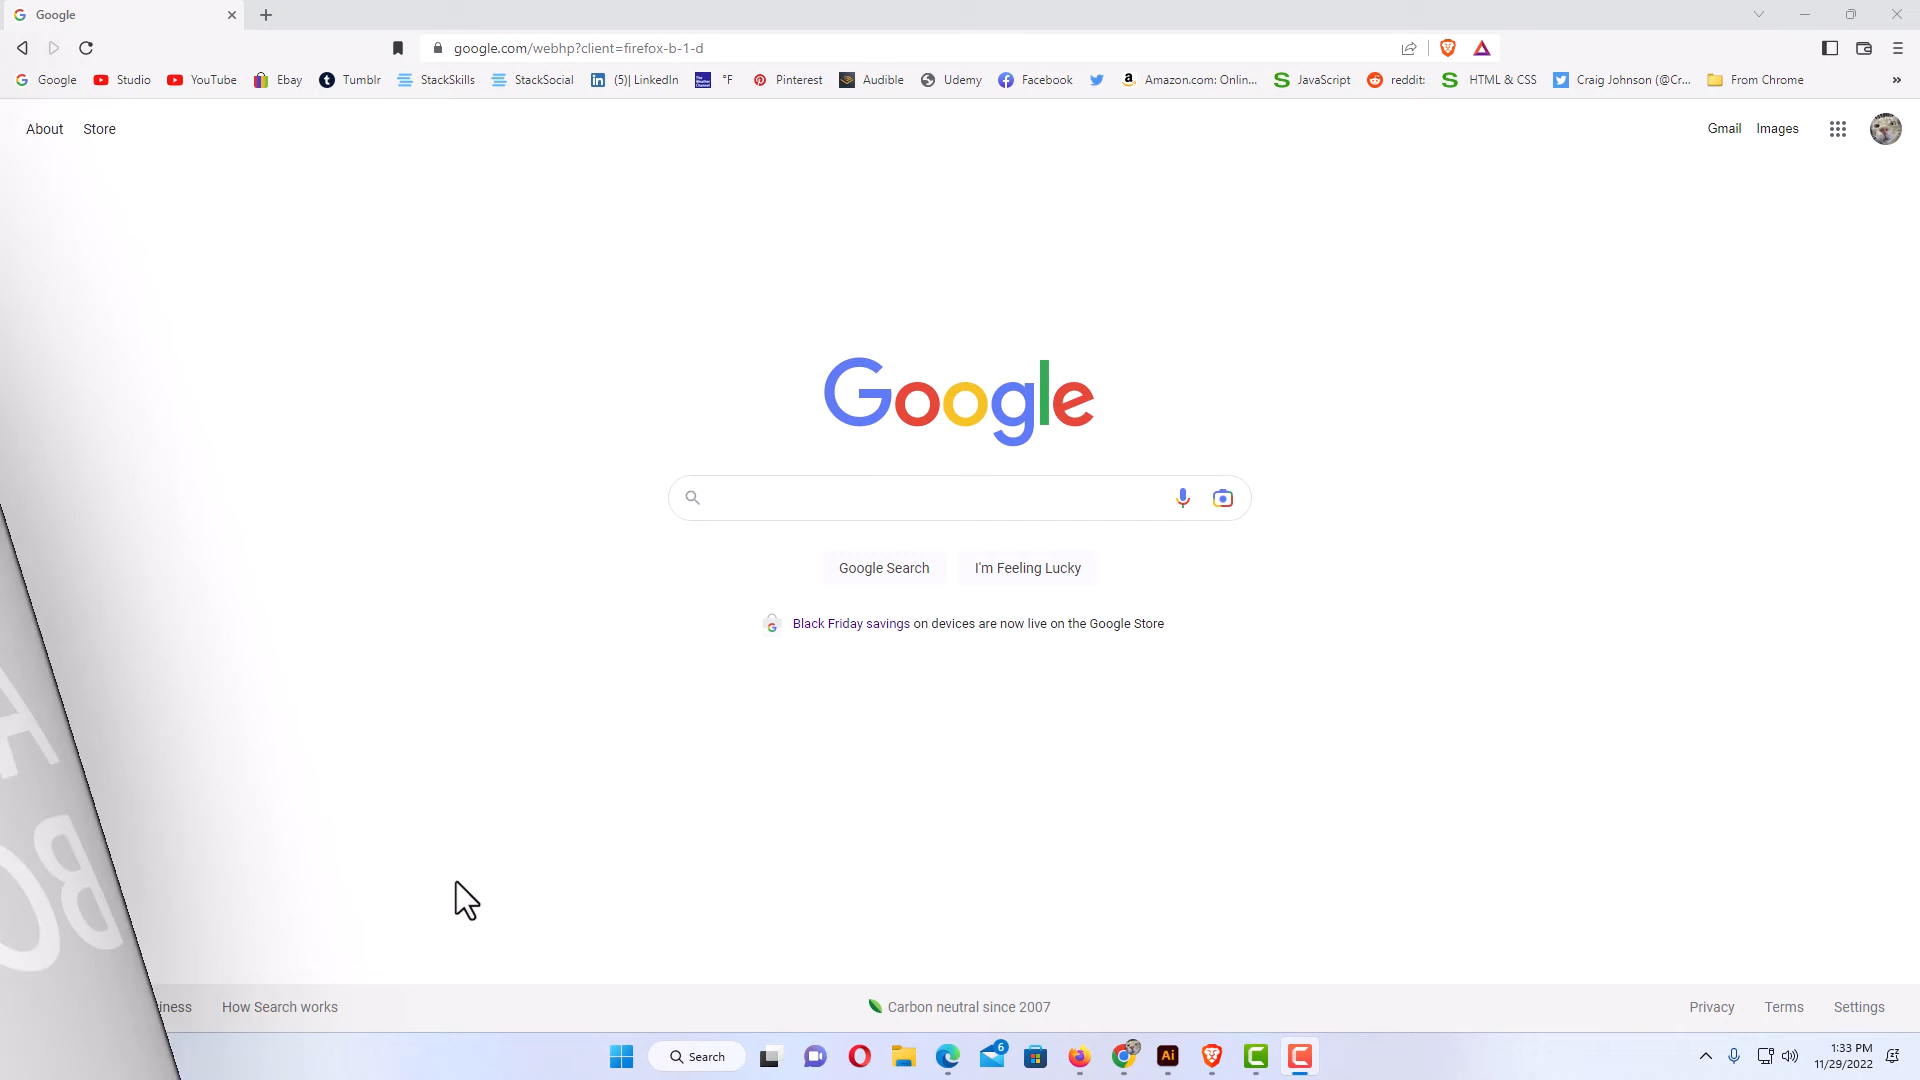 Google
google.com/webhp?client=firefox-b-1-d
Google Studio YouTube Ebay Tumblr StackSkills StackSocial (5)| LinkedIn °F Pinterest Audible Udemy Facebook Amazon.com: Onlin... JavaScript reddit: HTML & CSS Craig Johnson (@Cr... From Chrome »
About Store Gmail Images
Google
Google Search I'm Feeling Lucky
Black Friday savings on devices are now live on the Google Store
iness How Search works Carbon neutral since 2007 Privacy Terms Settings
Search 6 Ai 1:33 PM
11/29/2022